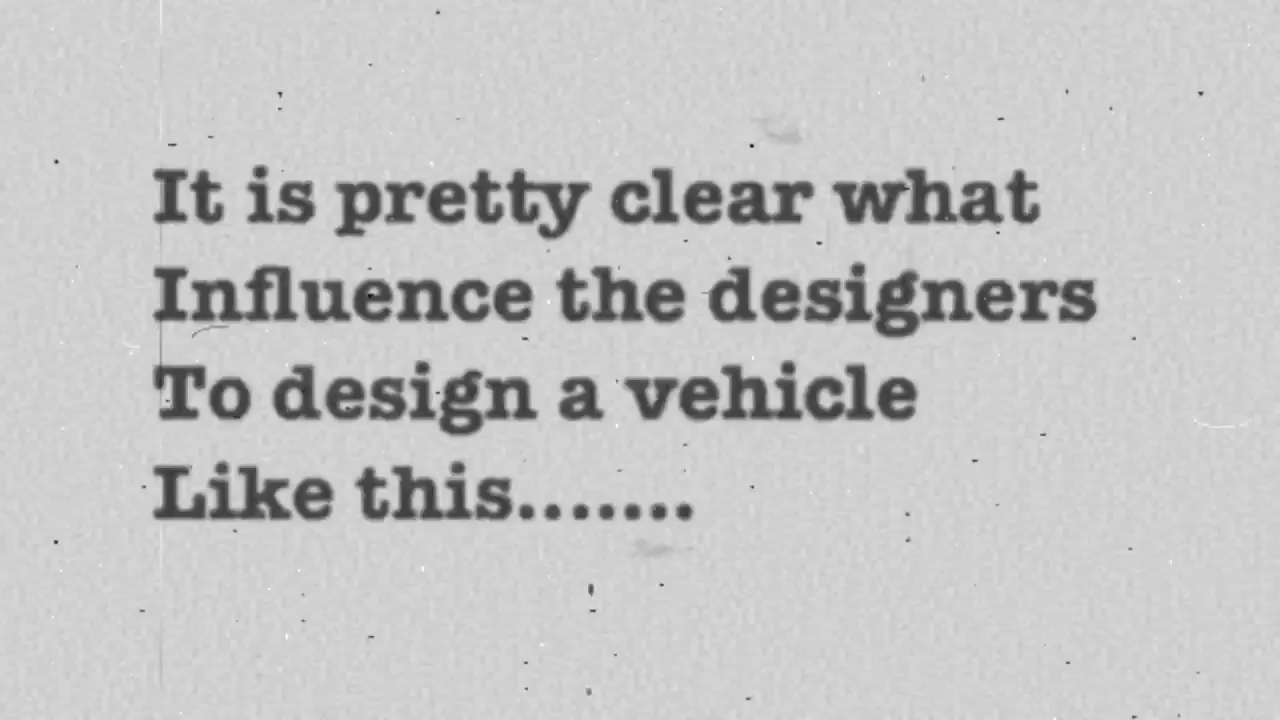 It is pretty clear what
Influence the designers
To design a vehicle
Like this.......